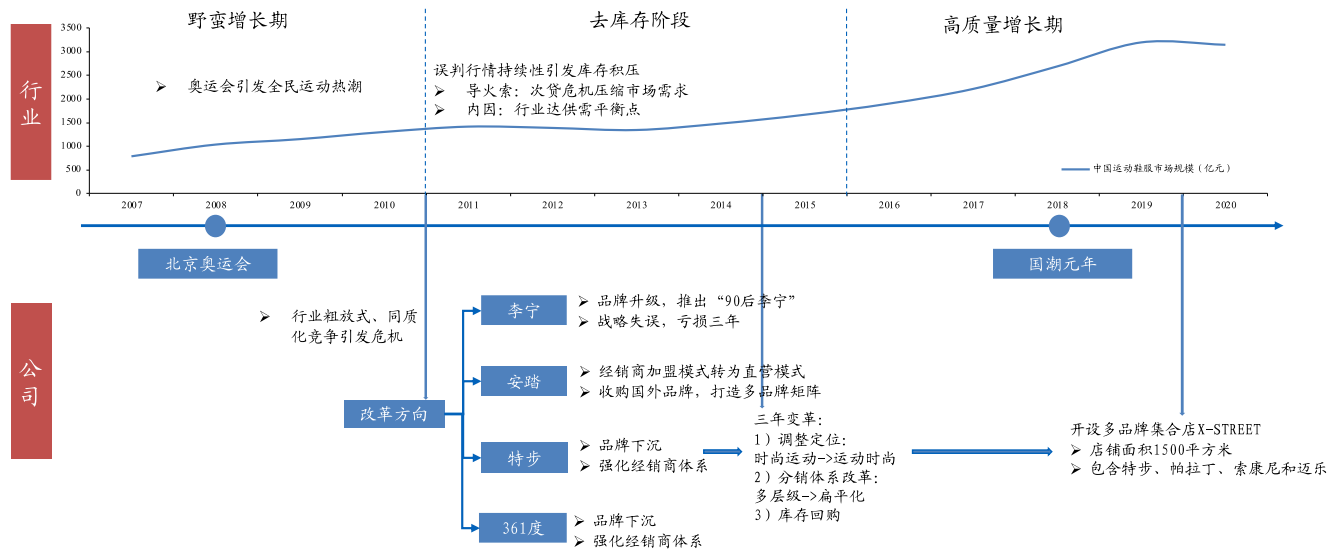 野蛮增长期
去库存阶段
高质量增长期
行业
3500
3000
2500
2000
1500
1000
500
0
➢ 奥运会引发全民运动热潮
误判行情持续性引发库存积压
➢ 导火索：次贷危机压缩市场需求
➢ 内因：行业达供需平衡点
中国运动鞋服市场规模（亿元）
2007 2008 2009 2010 2011 2012 2013 2014 2015 2016 2017 2018 2019 2020
北京奥运会
国潮元年
公司
➢ 行业粗放式、同质
化竞争引发危机
改革方向
李宁
➢ 品牌升级，推出“90后李宁”
➢ 战略失误，亏损三年
安踏
➢ 经销商加盟模式转为直营模式
➢ 收购国外品牌，打造多品牌矩阵
特步
➢ 品牌下沉
➢ 强化经销商体系
361度
➢ 品牌下沉
➢ 强化经销商体系
三年变革：
1）调整定位：
时尚运动->运动时尚
2）分销体系改革：
多层级->扁平化
3）库存回购
开设多品牌集合店X-STREET
➢ 店铺面积1500平方米
➢ 包含特步、帕拉丁、索康尼和迈乐